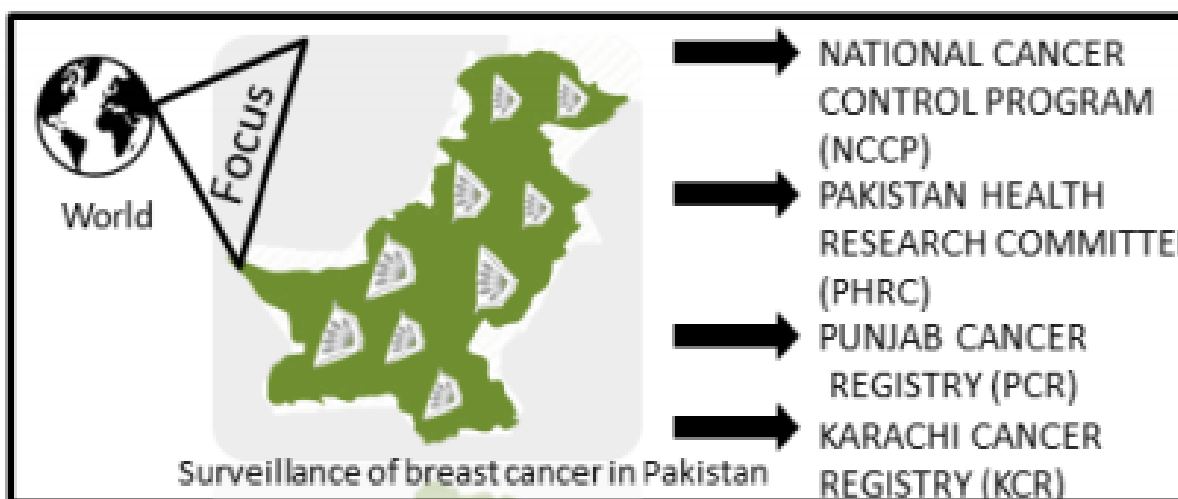 World
Focus
NATIONAL CANCER
CONTROL PROGRAM
(NCCP)
PAKISTAN HEALTH
RESEARCH COMMITTE
(PHRC)
PUNJAB CANCER
REGISTRY (PCR)
KARACHI CANCER
REGISTRY (KCR)
Surveillance of breast cancer in Pakistan